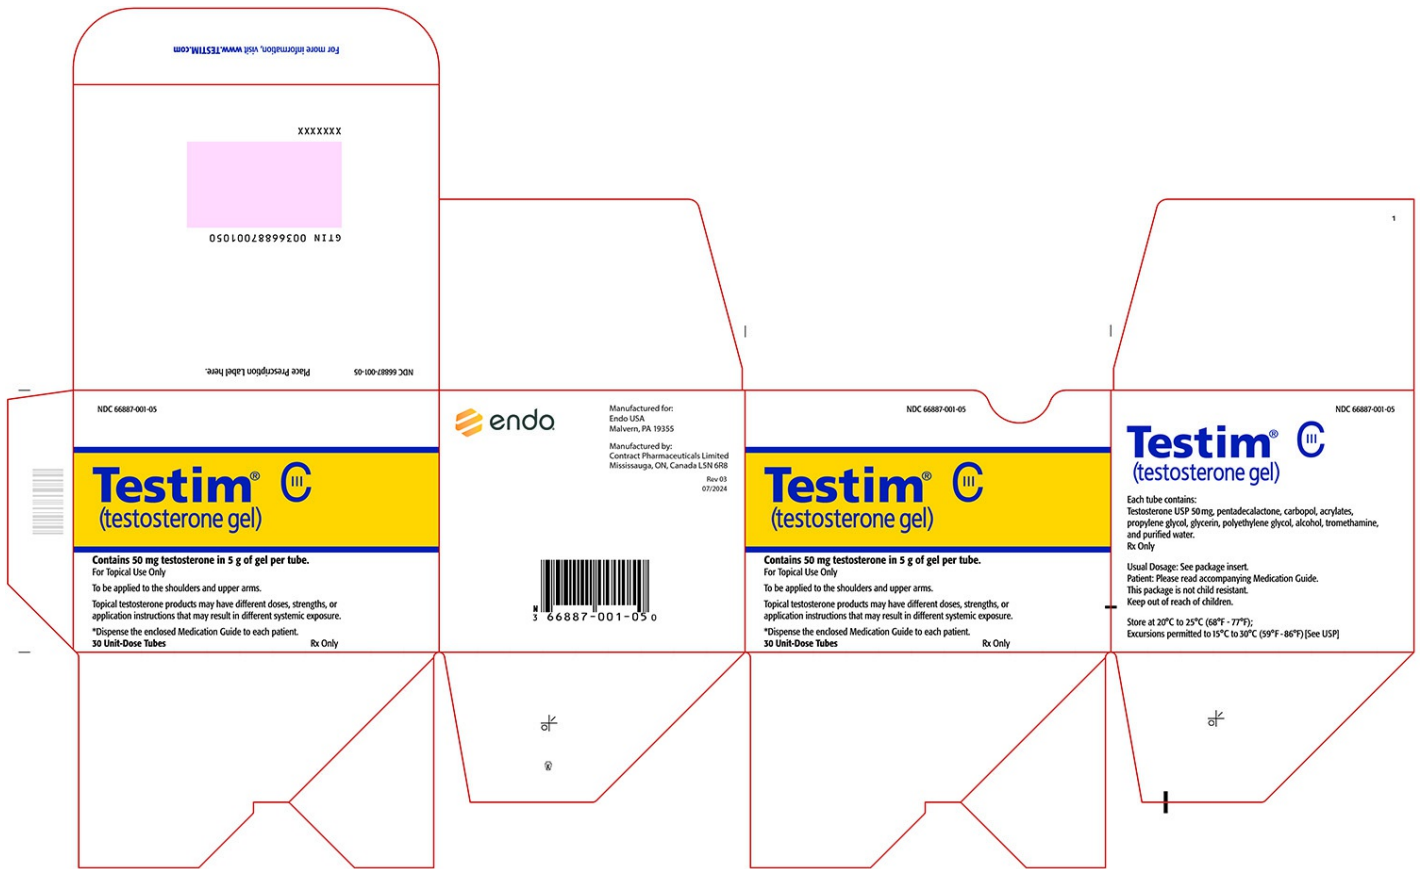 For more information, visit www.TESTIM.com
XXXXXXX
GTIN 00366887001050
Place Prescription Label here.
NDC 66887-001-05
NDC 66887-001-05
Testim® CIII
(testosterone gel)
Contains 50 mg testosterone in 5 g of gel per tube.
For Topical Use Only
To be applied to the shoulders and upper arms.
Topical testosterone products may have different doses, strengths, or
application instructions that may result in different systemic exposure.
*Dispense the enclosed Medication Guide to each patient.
30 Unit-Dose Tubes Rx Only
endo
Manufactured for:
Endo USA
Malvern, PA 19355
Manufactured by:
Contract Pharmaceuticals Limited
Mississauga, ON, Canada L5N 6R8
Rev 03
07/2024
N
3 66887-001-05 0
NDC 66887-001-05
Testim® CIII
(testosterone gel)
Contains 50 mg testosterone in 5 g of gel per tube.
For Topical Use Only
To be applied to the shoulders and upper arms.
Topical testosterone products may have different doses, strengths, or
application instructions that may result in different systemic exposure.
*Dispense the enclosed Medication Guide to each patient.
30 Unit-Dose Tubes Rx Only
1
NDC 66887-001-05
Testim® CIII
(testosterone gel)
Each tube contains:
Testosterone USP 50 mg, pentadecalactone, carbopol, acrylates,
propylene glycol, glycerin, polyethylene glycol, alcohol, tromethamine,
and purified water.
Rx Only
Usual Dosage: See package insert.
Patient: Please read accompanying Medication Guide.
This package is not child resistant.
Keep out of reach of children.
Store at 20°C to 25°C (68°F - 77°F);
Excursions permitted to 15°C to 30°C (59°F - 86°F) [See USP]